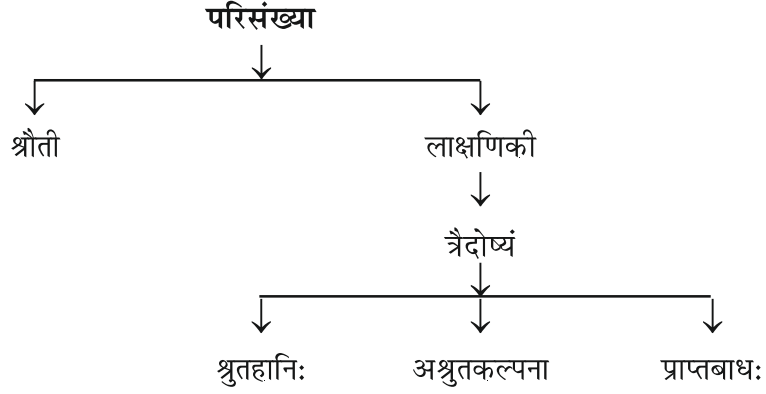 परिसंख्या
श्रौती लाक्षणिकी
त्रैदोष्यं
श्रुतहानिः अश्रुतकल्पना प्राप्तबाधः